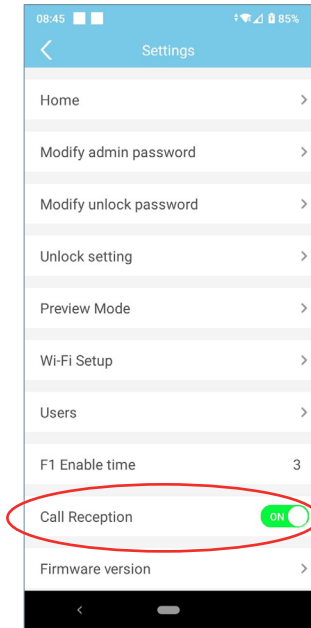 08:45 85%
Settings
Home
Modify admin password
Modify unlock password
Unlock setting
Preview Mode
Wi-Fi Setup
Users
F1 Enable time 3
Call Reception ON
Firmware version